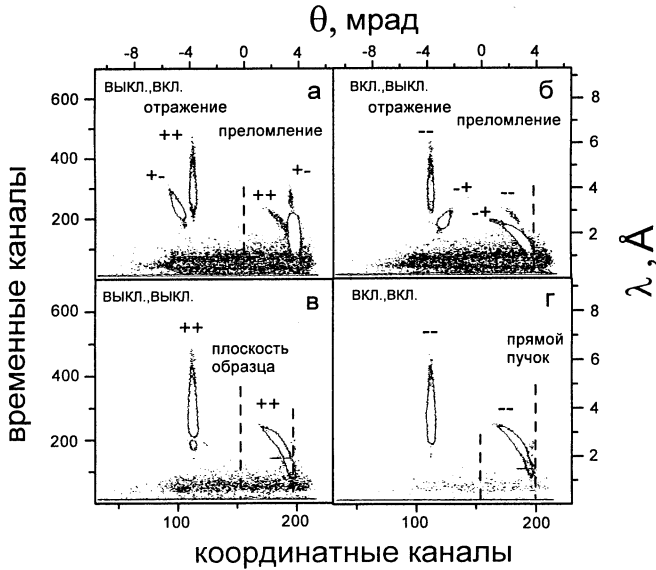 θ, мрад
-8 -4 0 4 -8 -4 0 4
ВЫКЛ.,ВКЛ. а
отражение
++ преломление
+- ++ +-
ВКЛ.,ВЫКЛ. б
отражение
преломление
--
-+ --
-+
ВЫКЛ.,ВЫКЛ. в
++
плоскость
образца
++
ВКЛ.,ВКЛ. г
--
прямой
пучок
--
600
400
200
600
400
200
временные каналы
8
6
4
2
8
6
4
2
λ, Å
100 200 100 200
координатные каналы